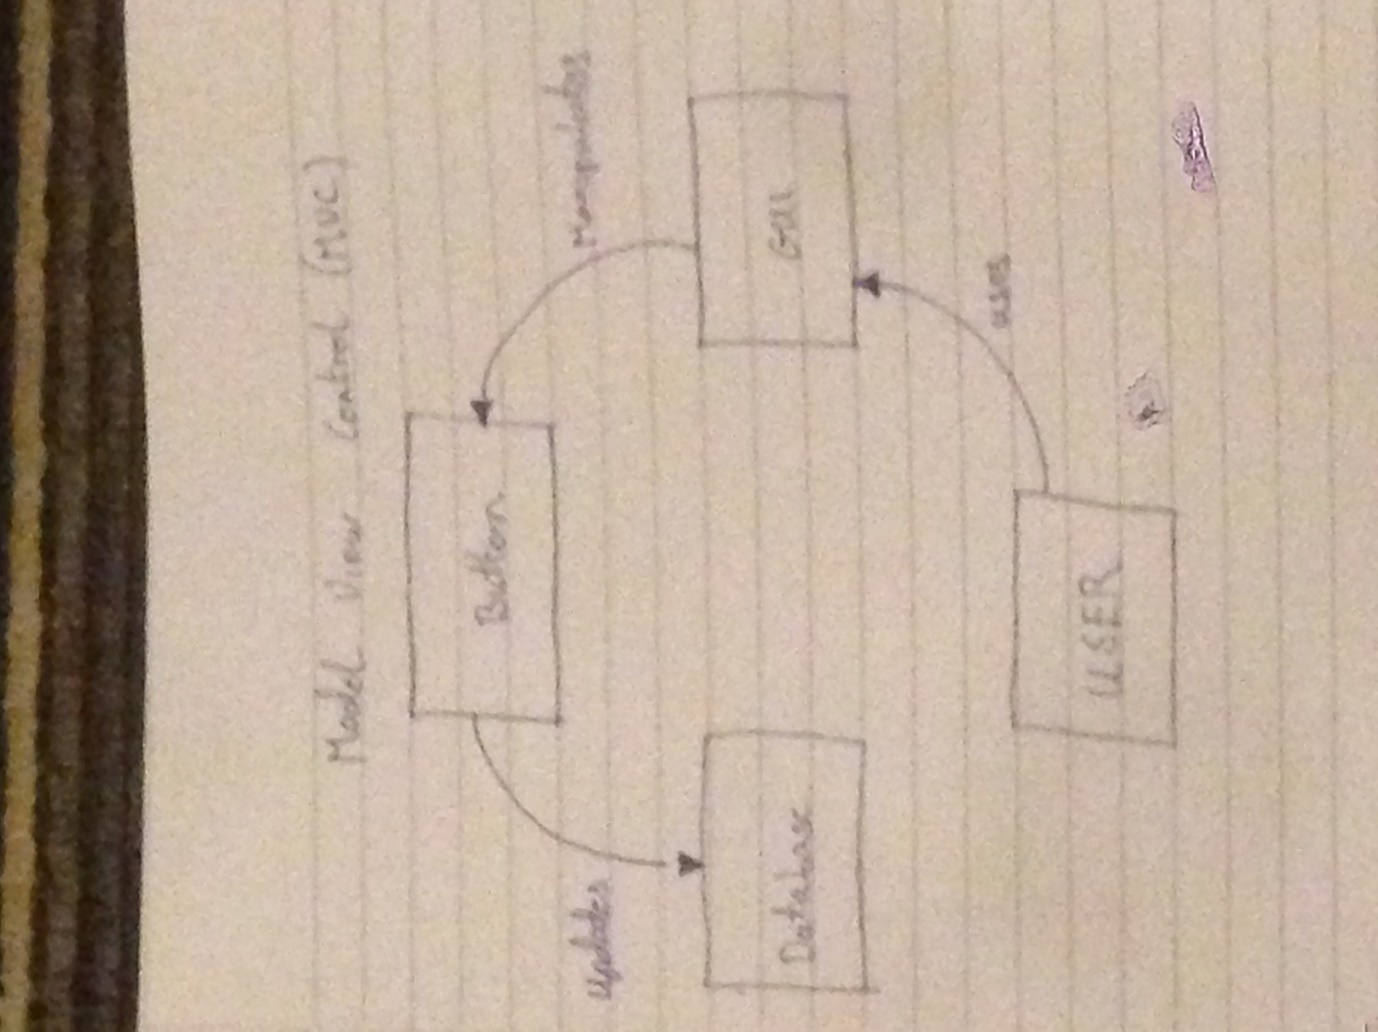 Model View Control (MVC)
Button
Updates
Manipulates
Database
GUI
USER
uses